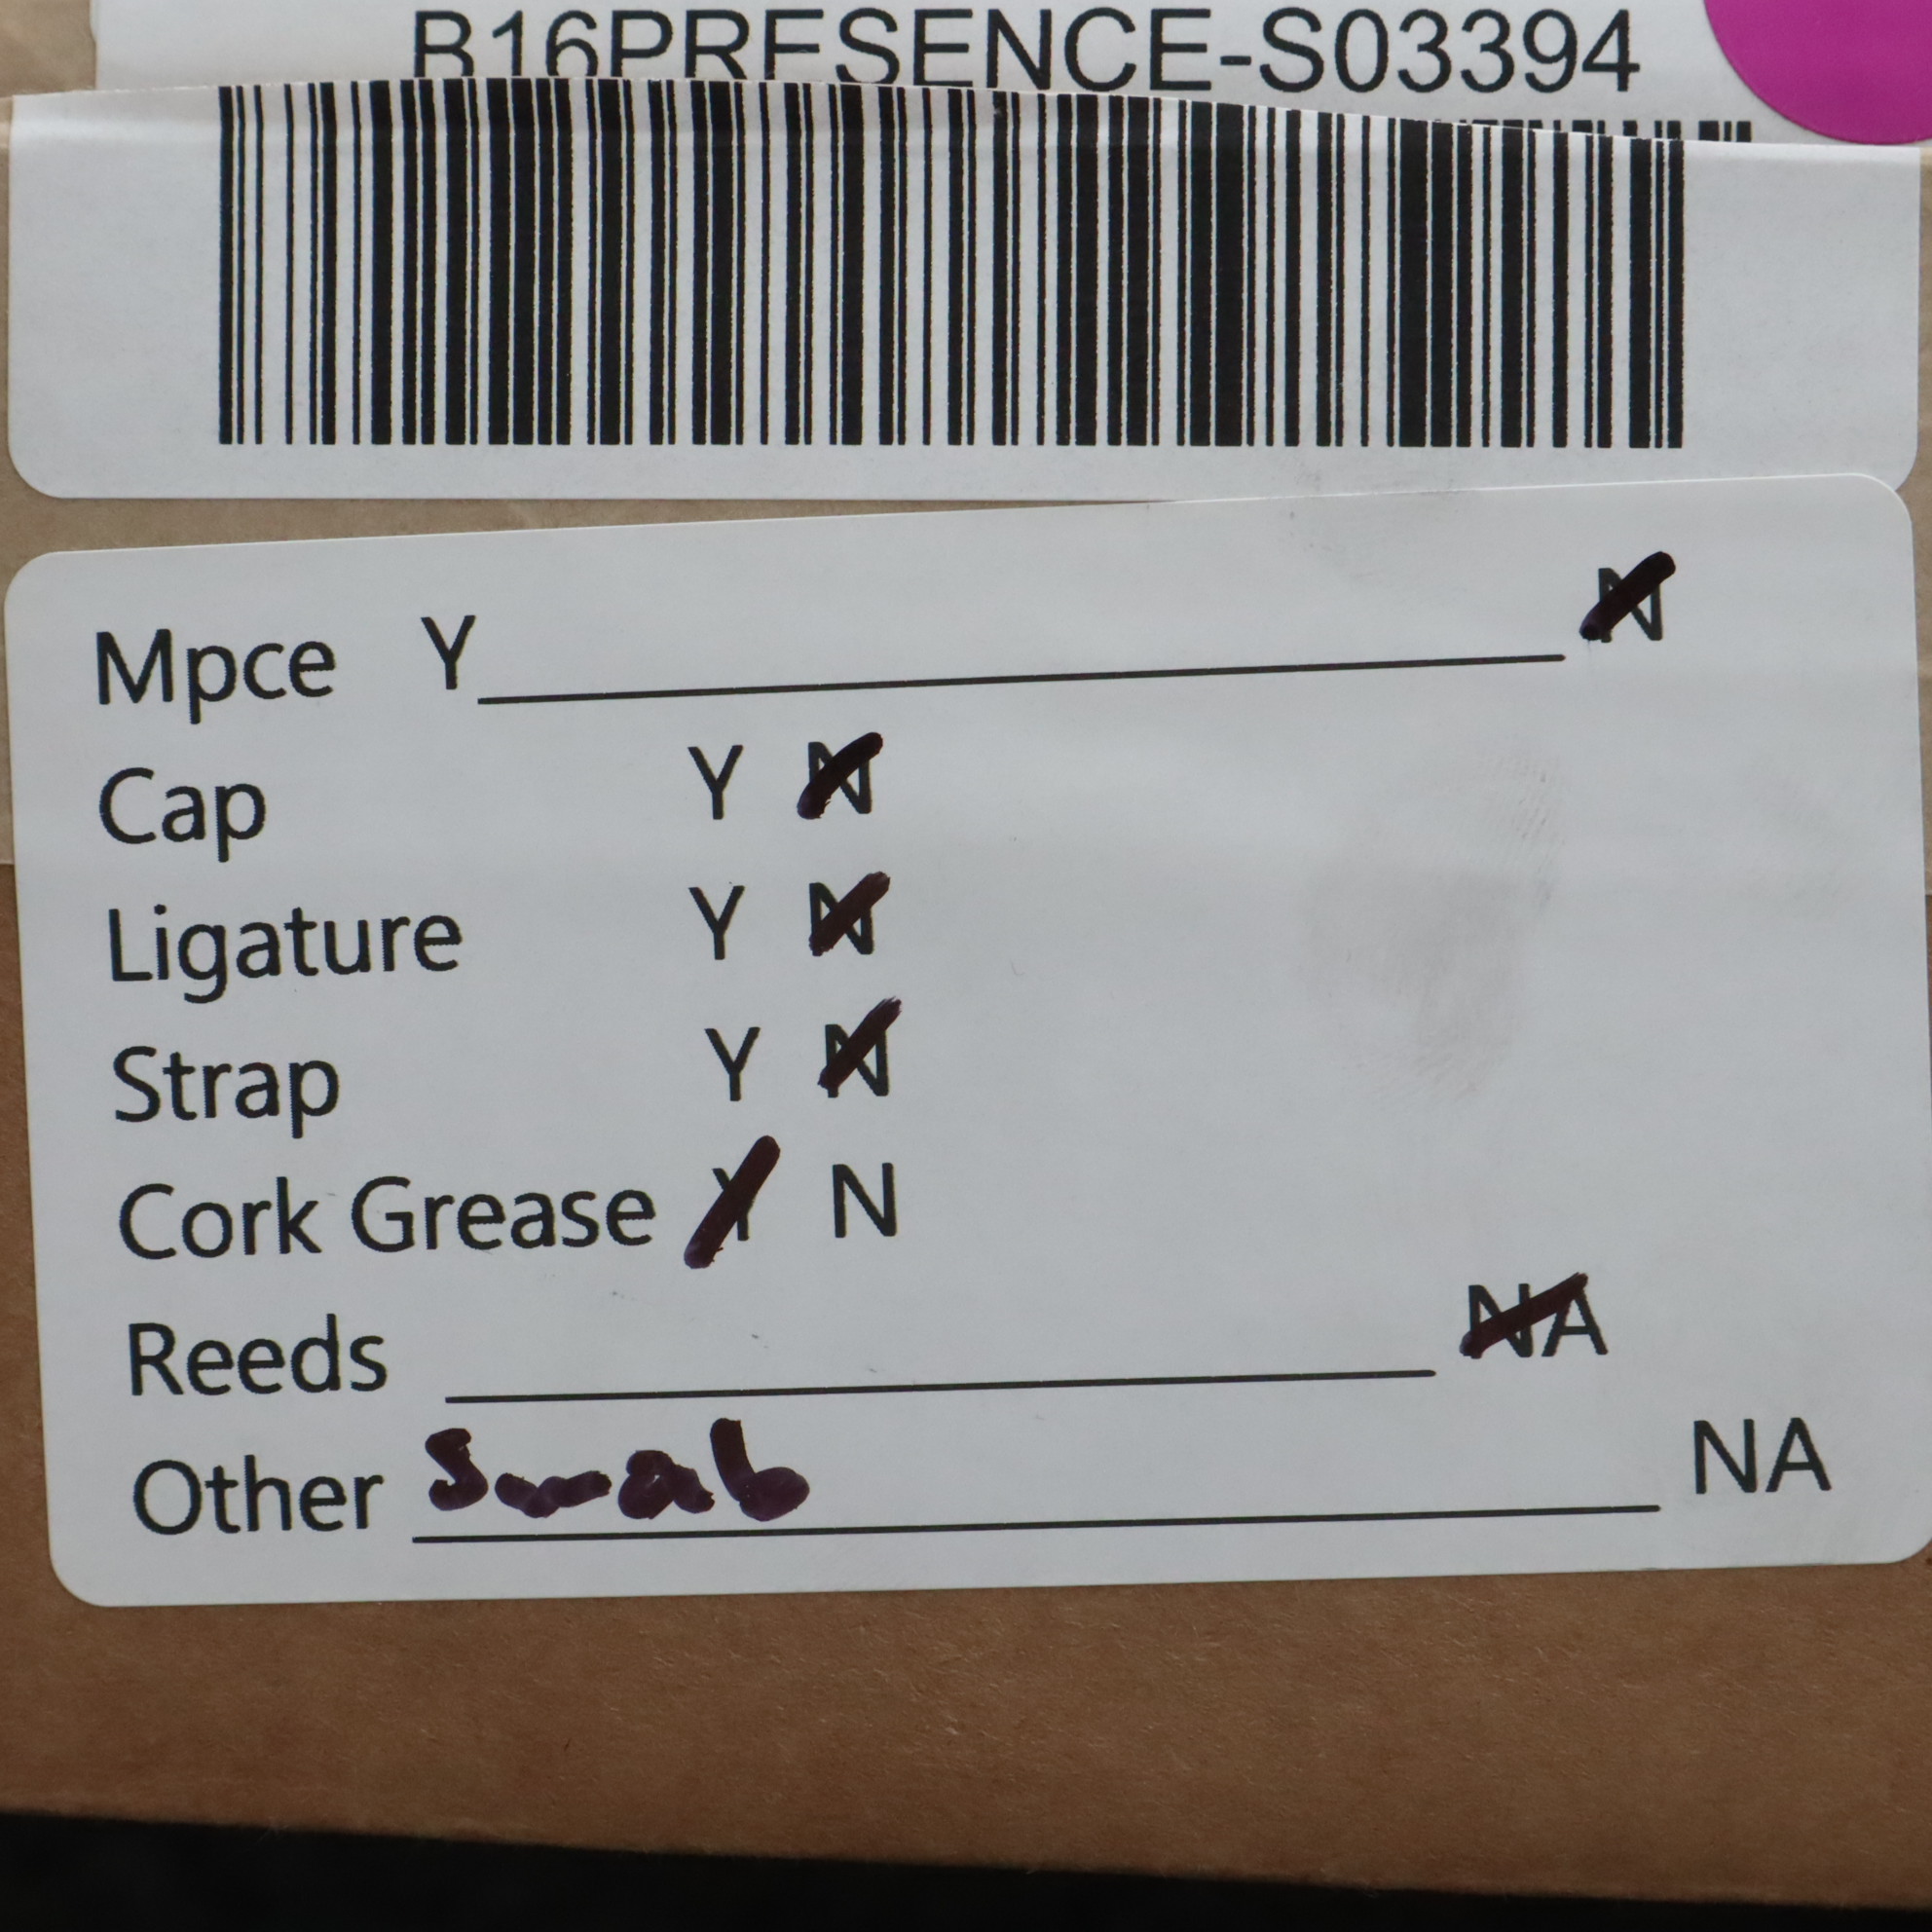 B16PRESENCE-S03394
Mpce Y N
Cap Y N
Ligature Y N
Strap Y N
Cork Grease Y N
Reeds NA
Other Swab NA